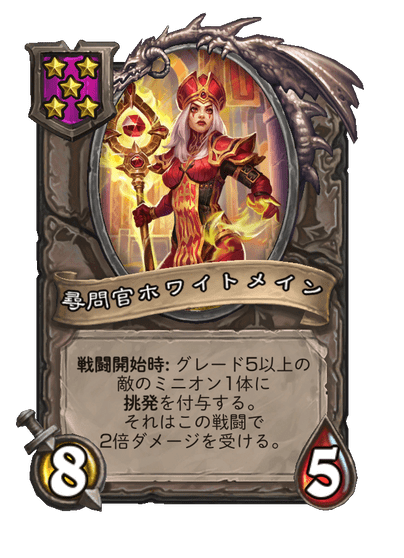 尋問官ホワイトメイン
戦闘開始時: グレード5以上の
敵のミニオン1体に
挑発を付与する。
それはこの戦闘で
2倍ダメージを受ける。
8
5